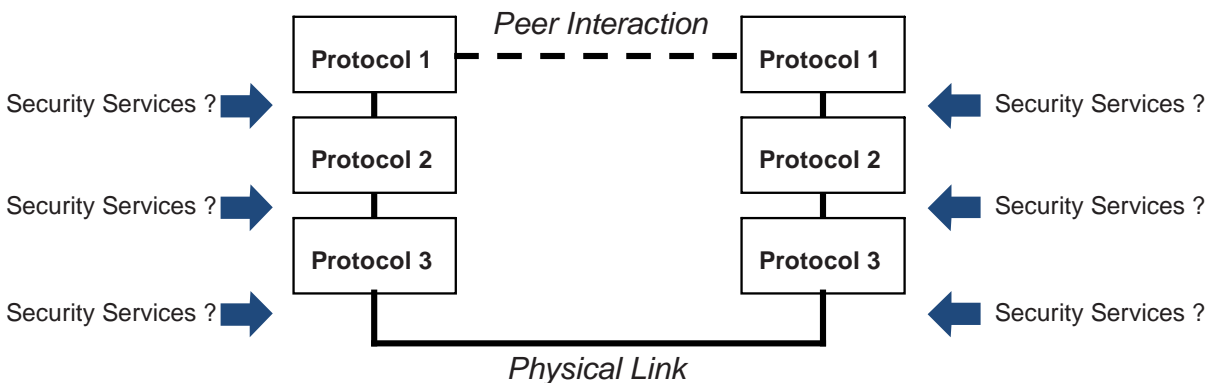 Peer Interaction
Protocol 1
Protocol 1
Security Services ?
Security Services ?
Protocol 2
Protocol 2
Security Services ?
Security Services ?
Protocol 3
Protocol 3
Security Services ?
Security Services ?
Physical Link